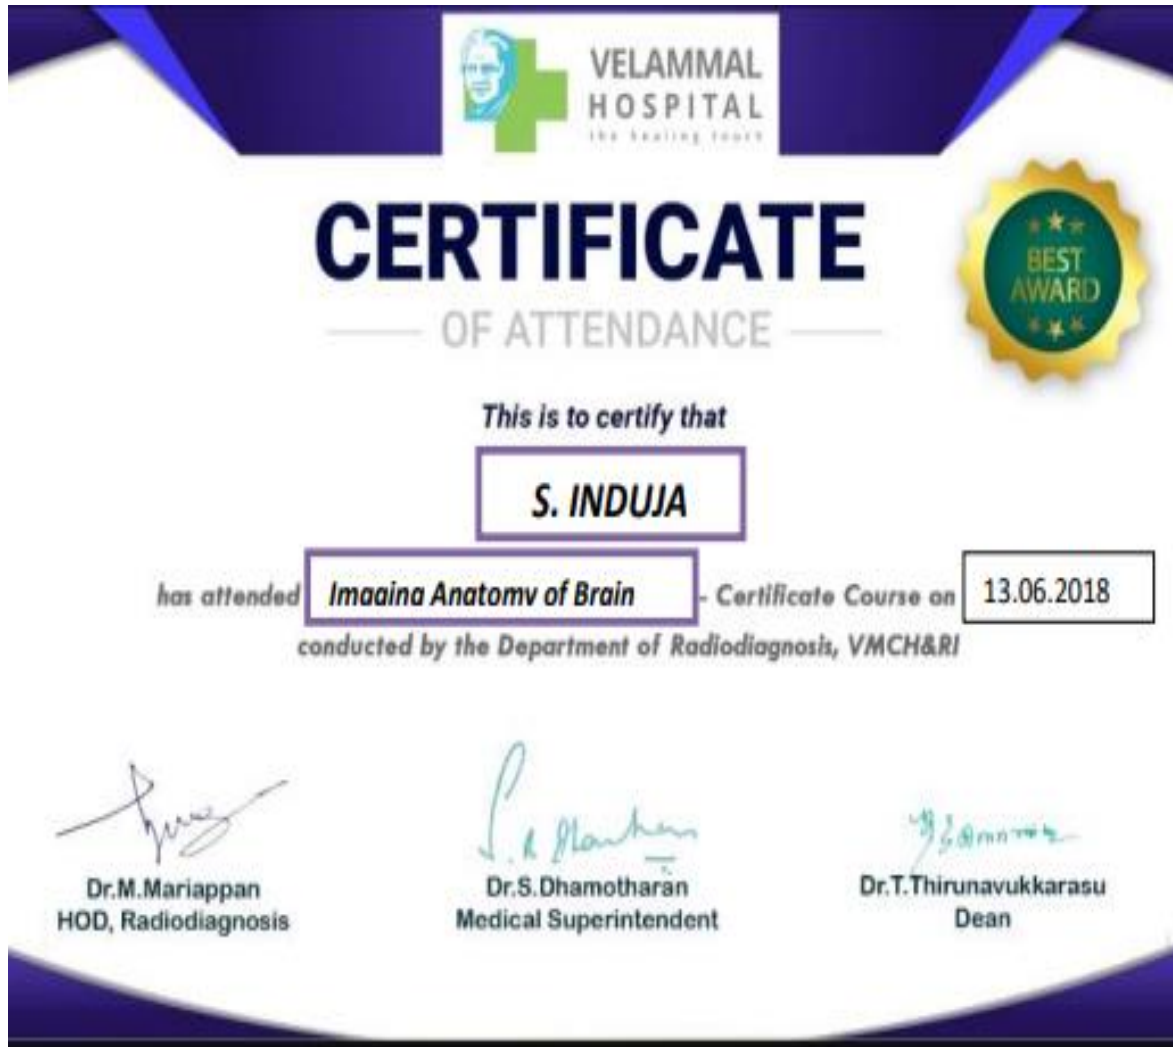 VELAMMAL
HOSPITAL
the healing touch
CERTIFICATE
OF ATTENDANCE
BEST
AWARD
This is to certify that
S. INDUJA
has attended Imaging Anatomy of Brain - Certificate Course on 13.06.2018
conducted by the Department of Radiodiagnosis, VMCH&RI
Dr.M.Mariappan
HOD, Radiodiagnosis
Dr.S.Dhamotharan
Medical Superintendent
Dr.T.Thirunavukkarasu
Dean